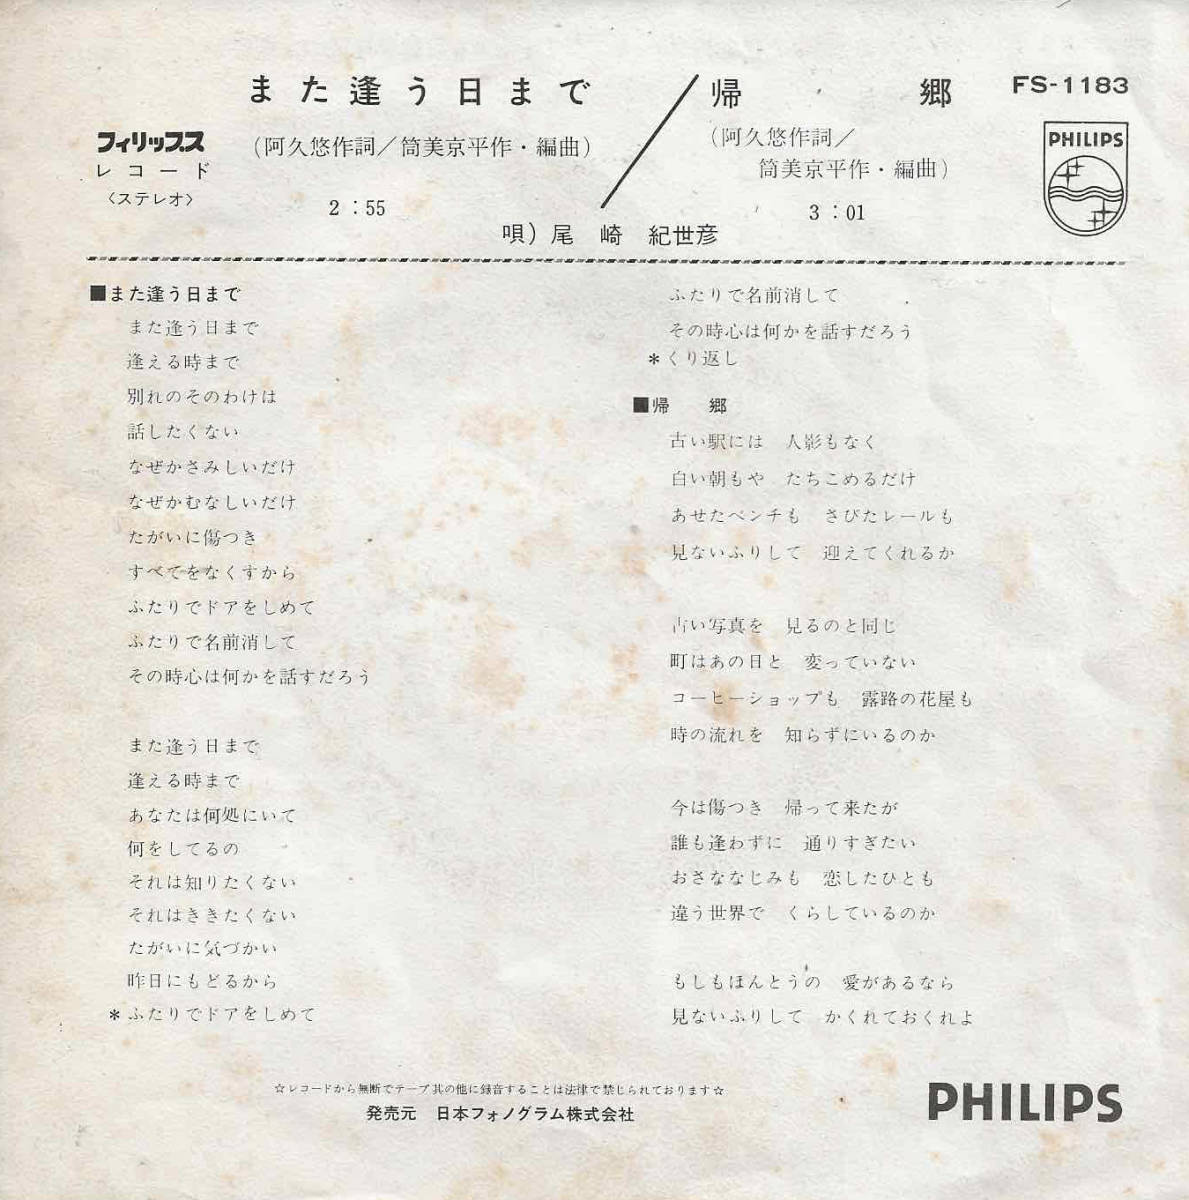 また逢う日まで／帰　郷 FS-1183
フィリップス
レコード
〈ステレオ〉
(阿久悠作詞／筒美京平作・編曲)
2：55
(阿久悠作詞／
筒美京平作・編曲)
3：01
PHILIPS
唄) 尾　崎　紀世彦
■また逢う日まで
また逢う日まで
逢える時まで
別れのそのわけは
話したくない
なぜかさみしいだけ
なぜかむなしいだけ
たがいに傷つき
すべてをなくすから
ふたりでドアをしめて
ふたりで名前消して
その時心は何かを話すだろう
また逢う日まで
逢える時まで
あなたは何処にいて
何をしてるの
それは知りたくない
それはききたくない
たがいに気づかい
昨日にもどるから
＊ふたりでドアをしめて
ふたりで名前消して
その時心は何かを話すだろう
＊くり返し
■帰　郷
古い駅には　人影もなく
白い朝もや　たちこめるだけ
あせたベンチも　さびたレールも
見ないふりして　迎えてくれるか
古い写真を　見るのと同じ
町はあの日と　変っていない
コーヒーショップも　露路の花屋も
時の流れを　知らずにいるのか
今は傷つき　帰って来たが
誰も逢わずに　通りすぎたい
おさななじみも　恋したひとも
違う世界で　くらしているのか
もしもほんとうの　愛があるなら
見ないふりして　かくれておくれよ
☆レコードから無断でテープ其の他に録音することは法律で禁じられております☆
発売元　日本フォノグラム株式会社
PHILIPS